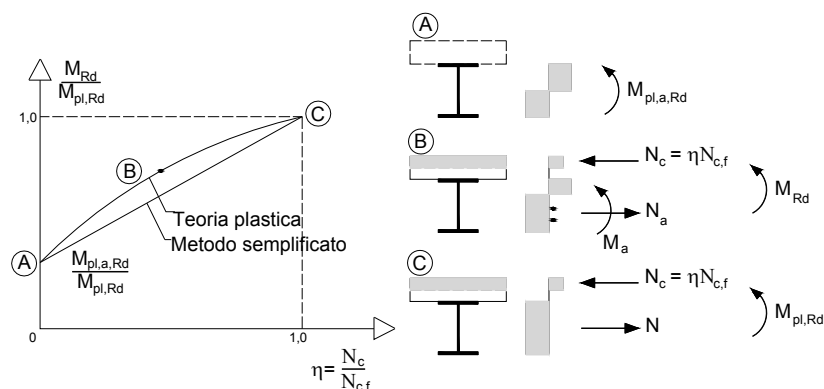 M_Rd
M_pl,Rd
1,0
A
B
C
Teoria plastica
Metodo semplificato
M_pl,a,Rd
M_pl,Rd
0
1,0
η= N_c
N_c,f
A
M_pl,a,Rd
B
N_c = ηN_c,f
M_Rd
N_a
M_a
C
N_c = ηN_c,f
M_pl,Rd
N